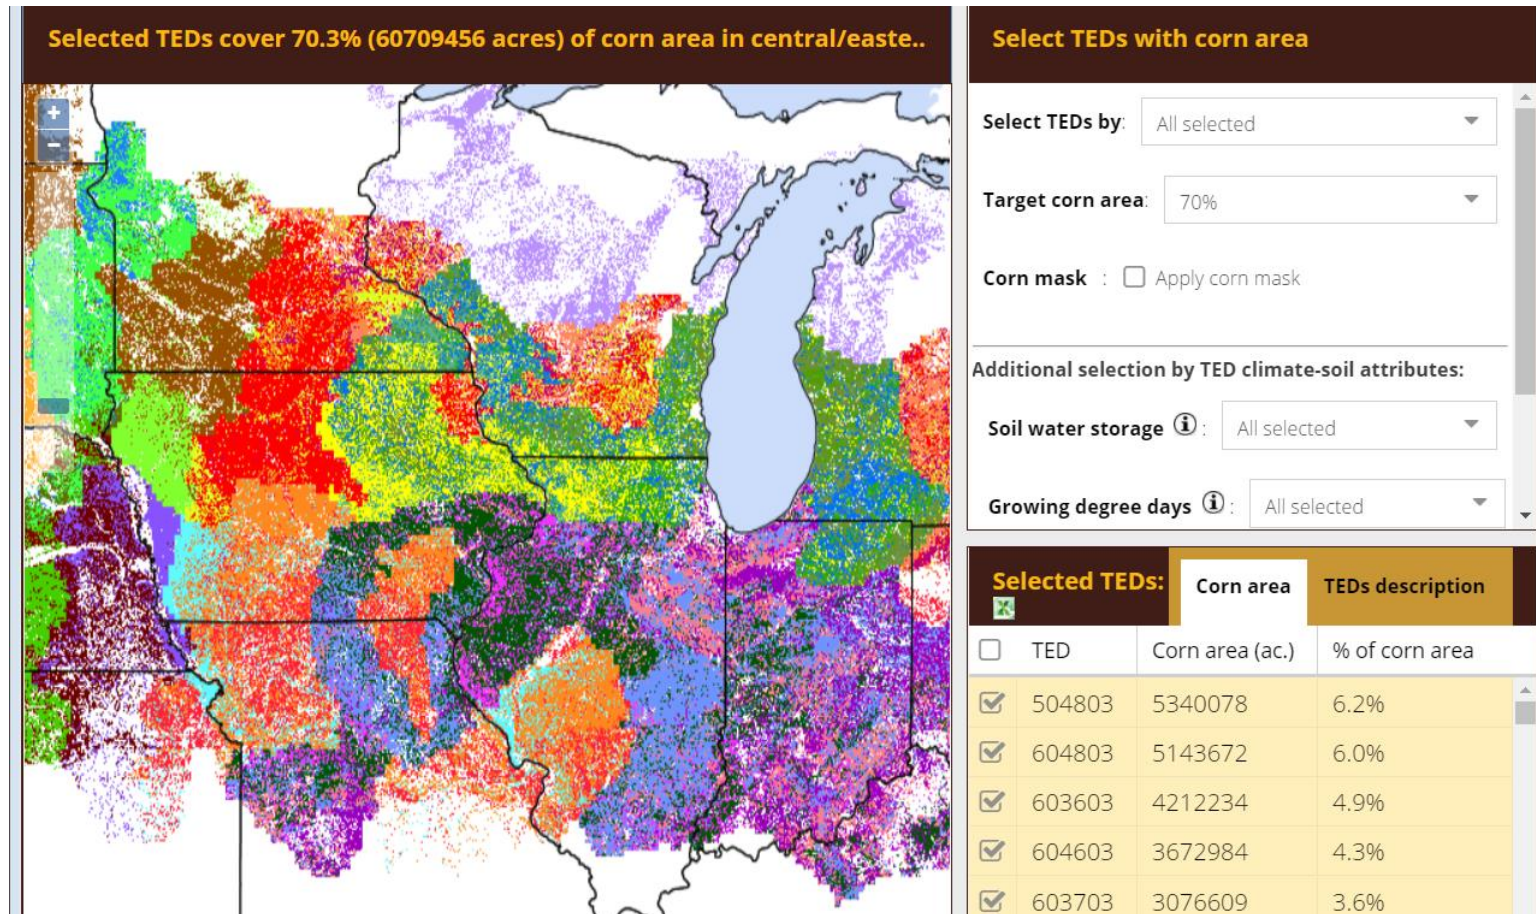 Selected TEDs cover 70.3% (60709456 acres) of corn area in central/easte..
+
-
Select TEDs with corn area
Select TEDs by: All selected
Target corn area: 70%
Corn mask : Apply corn mask
Additional selection by TED climate-soil attributes:
Soil water storage i : All selected
Growing degree days i : All selected
Selected TEDs: Corn area TEDs description
TED Corn area (ac.) % of corn area
504803 5340078 6.2%
604803 5143672 6.0%
603603 4212234 4.9%
604603 3672984 4.3%
603703 3076609 3.6%